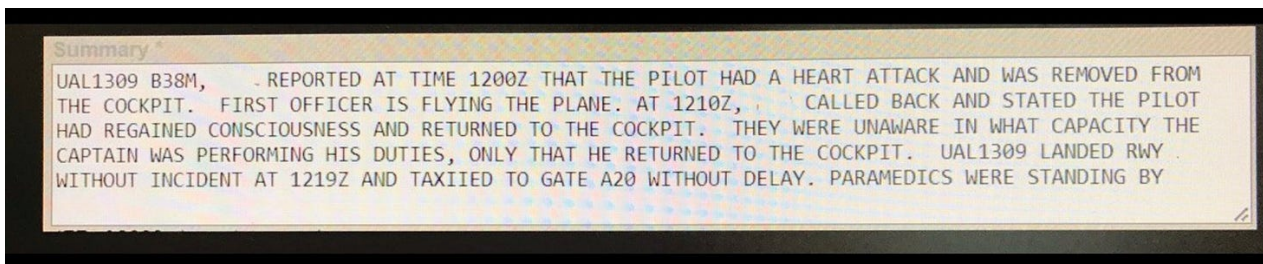 Summary *
UAL1309 B38M, REPORTED AT TIME 1200Z THAT THE PILOT HAD A HEART ATTACK AND WAS REMOVED FROM
THE COCKPIT. FIRST OFFICER IS FLYING THE PLANE. AT 1210Z, CALLED BACK AND STATED THE PILOT
HAD REGAINED CONSCIOUSNESS AND RETURNED TO THE COCKPIT. THEY WERE UNAWARE IN WHAT CAPACITY THE
CAPTAIN WAS PERFORMING HIS DUTIES, ONLY THAT HE RETURNED TO THE COCKPIT. UAL1309 LANDED RWY
WITHOUT INCIDENT AT 1219Z AND TAXIIED TO GATE A20 WITHOUT DELAY. PARAMEDICS WERE STANDING BY